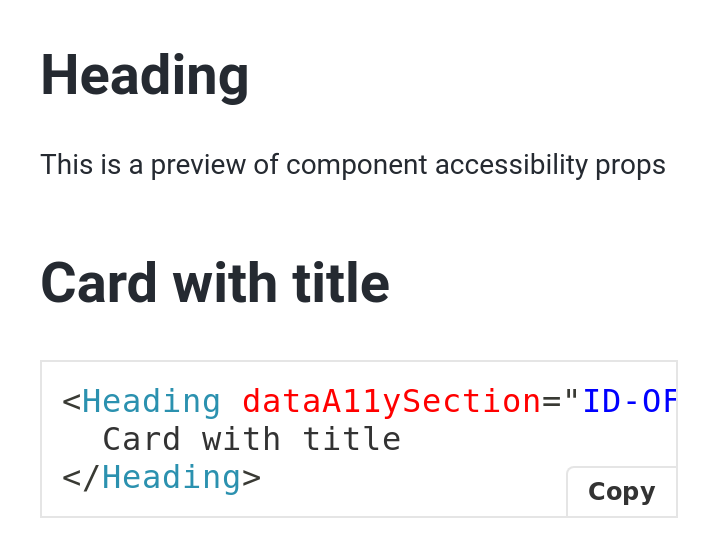 Heading
This is a preview of component accessibility props
Card with title
<Heading dataA11ySection="ID-OF
Card with title
</Heading>
Copy